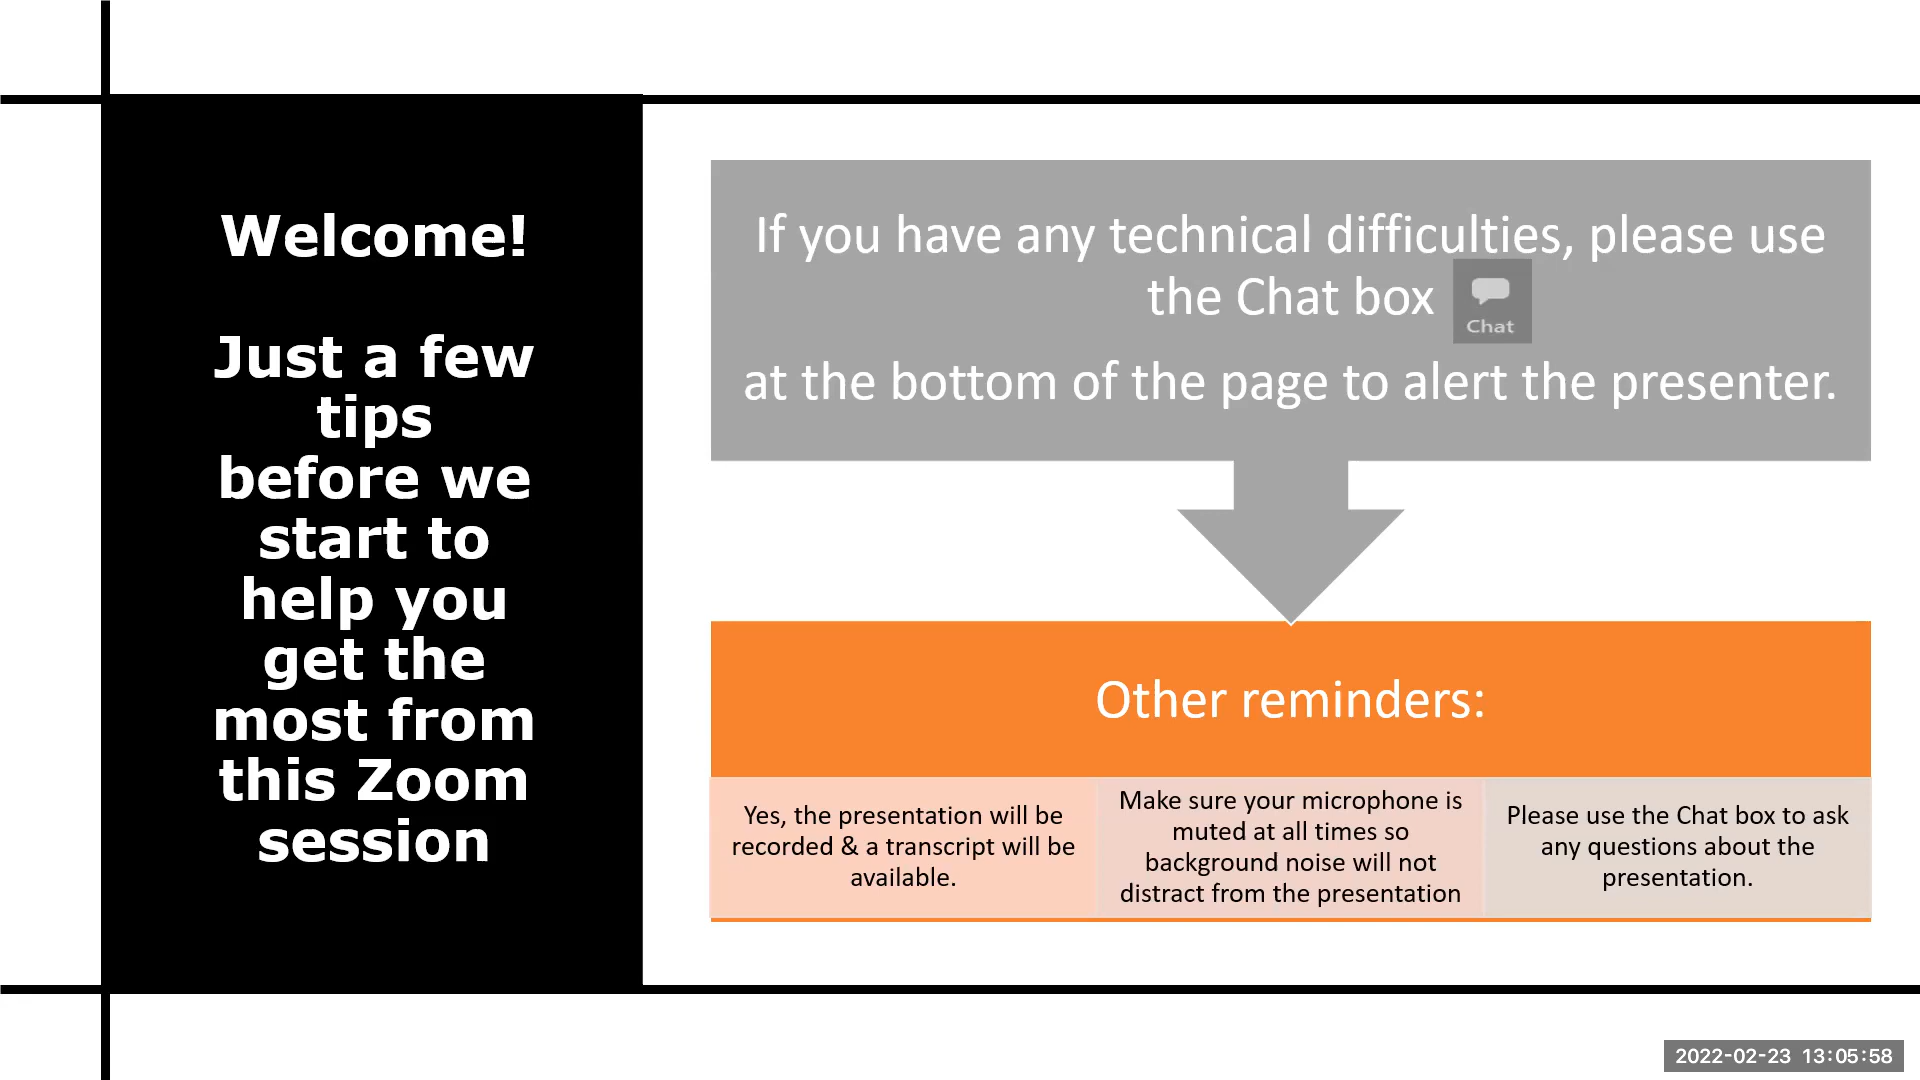 Welcome!
Just a few
tips
before we
start to
help you
get the
most from
this Zoom
session
If you have any technical difficulties, please use
the Chat box
Chat
at the bottom of the page to alert the presenter.
Other reminders:
Yes, the presentation will be
recorded & a transcript will be
available.
Make sure your microphone is
muted at all times so
background noise will not
distract from the presentation
Please use the Chat box to ask
any questions about the
presentation.
2022-02-23 13:05:58